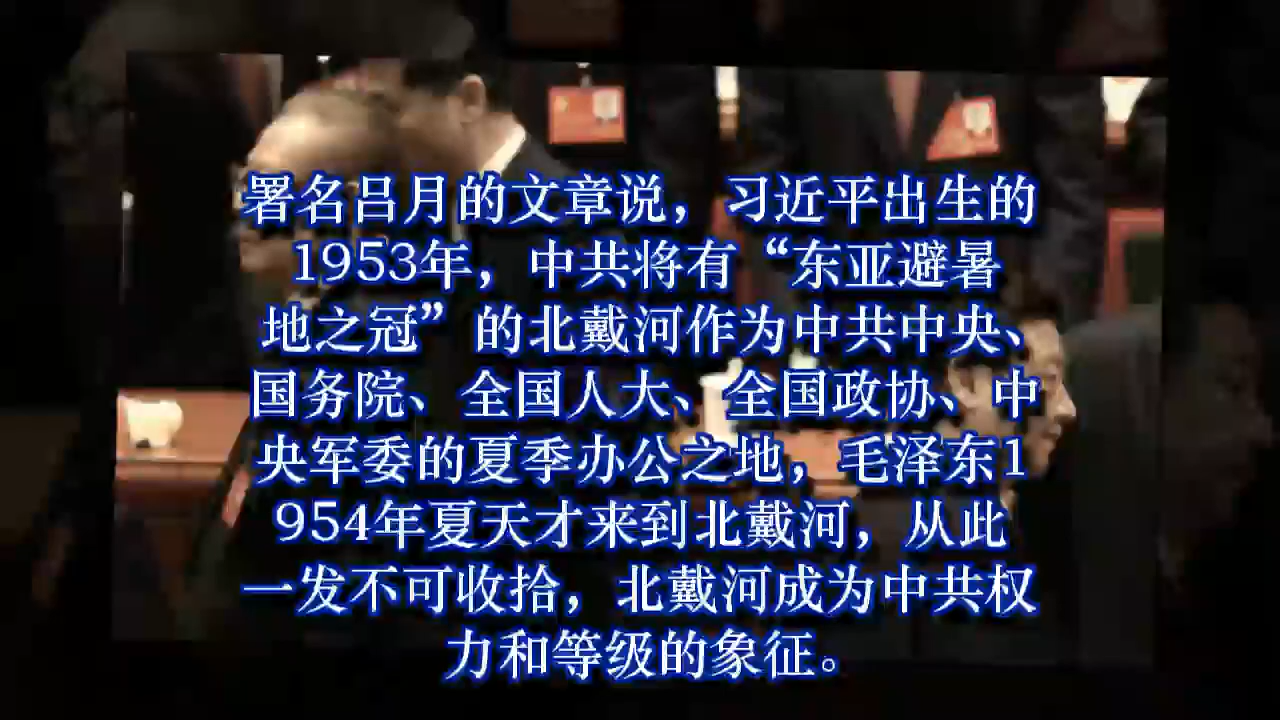 署名吕月的文章说，习近平出生的
1953年，中共将有“东亚避暑
地之冠”的北戴河作为中共中央、
国务院、全国人大、全国政协、中
央军委的夏季办公之地，毛泽东1
954年夏天才来到北戴河，从此
一发不可收拾，北戴河成为中共权
力和等级的象征。